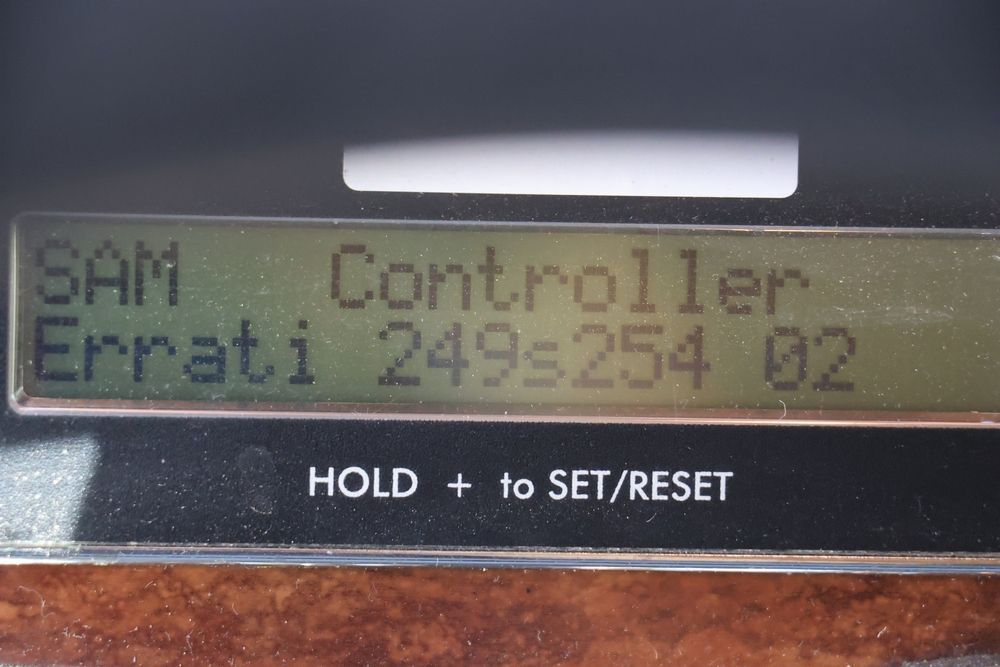 SAM Controller
Errati 249s254 02
HOLD + to SET/RESET